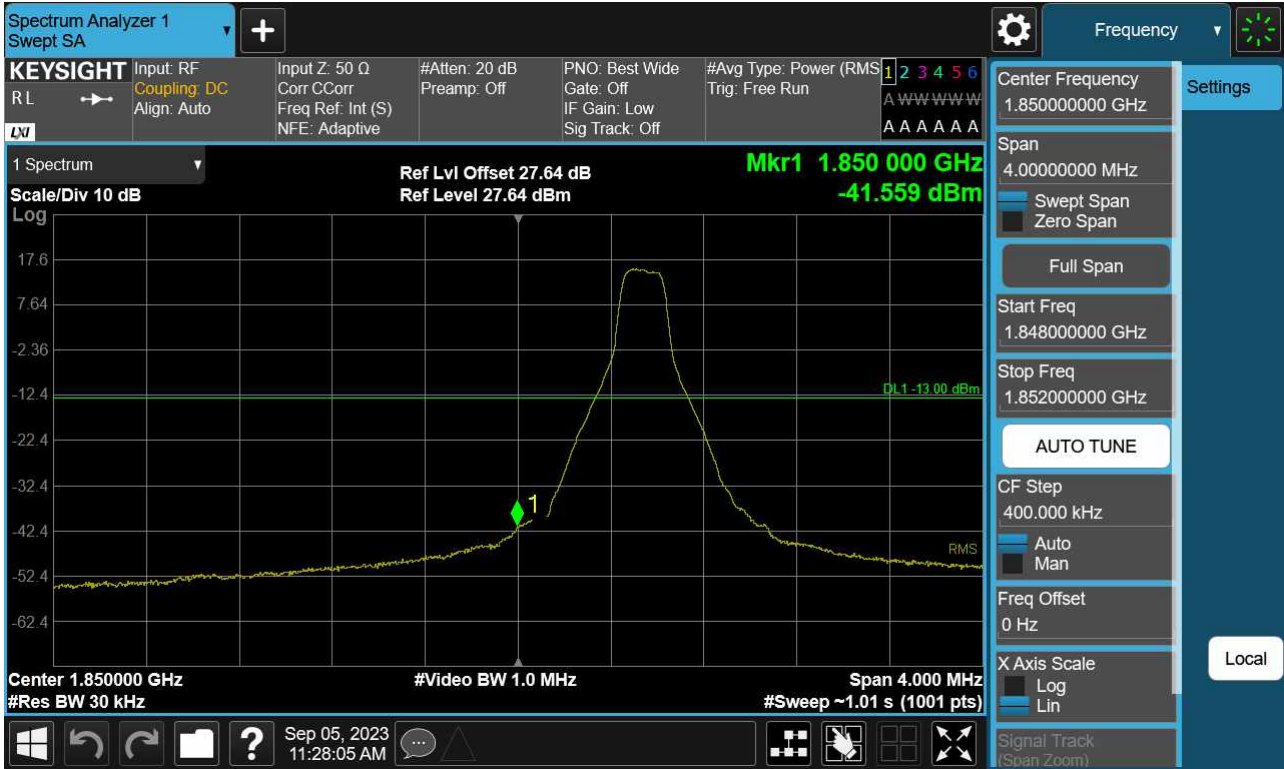 Spectrum Analyzer 1
Swept SA
Frequency
KEYSIGHT
R L
LXI
Input: RF
Coupling: DC
Align: Auto
Input Z: 50 Ω
Corr CCorr
Freq Ref: Int (S)
NFE: Adaptive
#Atten: 20 dB
Preamp: Off
PNO: Best Wide
Gate: Off
IF Gain: Low
Sig Track: Off
#Avg Type: Power (RMS
Trig: Free Run
1 2 3 4 5 6
A W W W W W
A A A A A A
1 Spectrum
Scale/Div 10 dB
Log
Ref Lvl Offset 27.64 dB
Ref Level 27.64 dBm
Mkr1 1.850 000 GHz
-41.559 dBm
17.6
7.64
-2.36
-12.4
-22.4
-32.4
-42.4
-52.4
-62.4
DL1 -13.00 dBm
1
RMS
Center 1.850000 GHz
#Res BW 30 kHz
#Video BW 1.0 MHz
Span 4.000 MHz
#Sweep ~1.01 s (1001 pts)
Center Frequency
1.850000000 GHz
Span
4.00000000 MHz
Swept Span
Zero Span
Full Span
Start Freq
1.848000000 GHz
Stop Freq
1.852000000 GHz
AUTO TUNE
CF Step
400.000 kHz
Auto
Man
Freq Offset
0 Hz
X Axis Scale
Log
Lin
Signal Track
(Span Zoom)
Settings
Local
?
Sep 05, 2023
11:28:05 AM